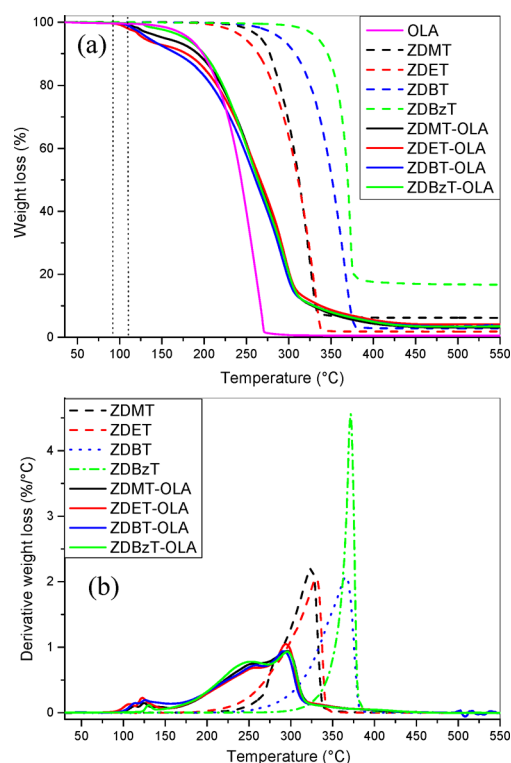 (a)
OLA
ZDMT
ZDET
ZDBT
ZDBzT
ZDMT-OLA
ZDET-OLA
ZDBT-OLA
ZDBzT-OLA
Weight loss (%)
100
80
60
40
20
0
50 100 150 200 250 300 350 400 450 500 550
Temperature (°C)
ZDMT
ZDET
ZDBT
ZDBzT
ZDMT-OLA
ZDET-OLA
ZDBT-OLA
ZDBzT-OLA
(b)
Derivative weight loss (%/°C)
4
3
2
1
0
50 100 150 200 250 300 350 400 450 500 550
Temperature (°C)